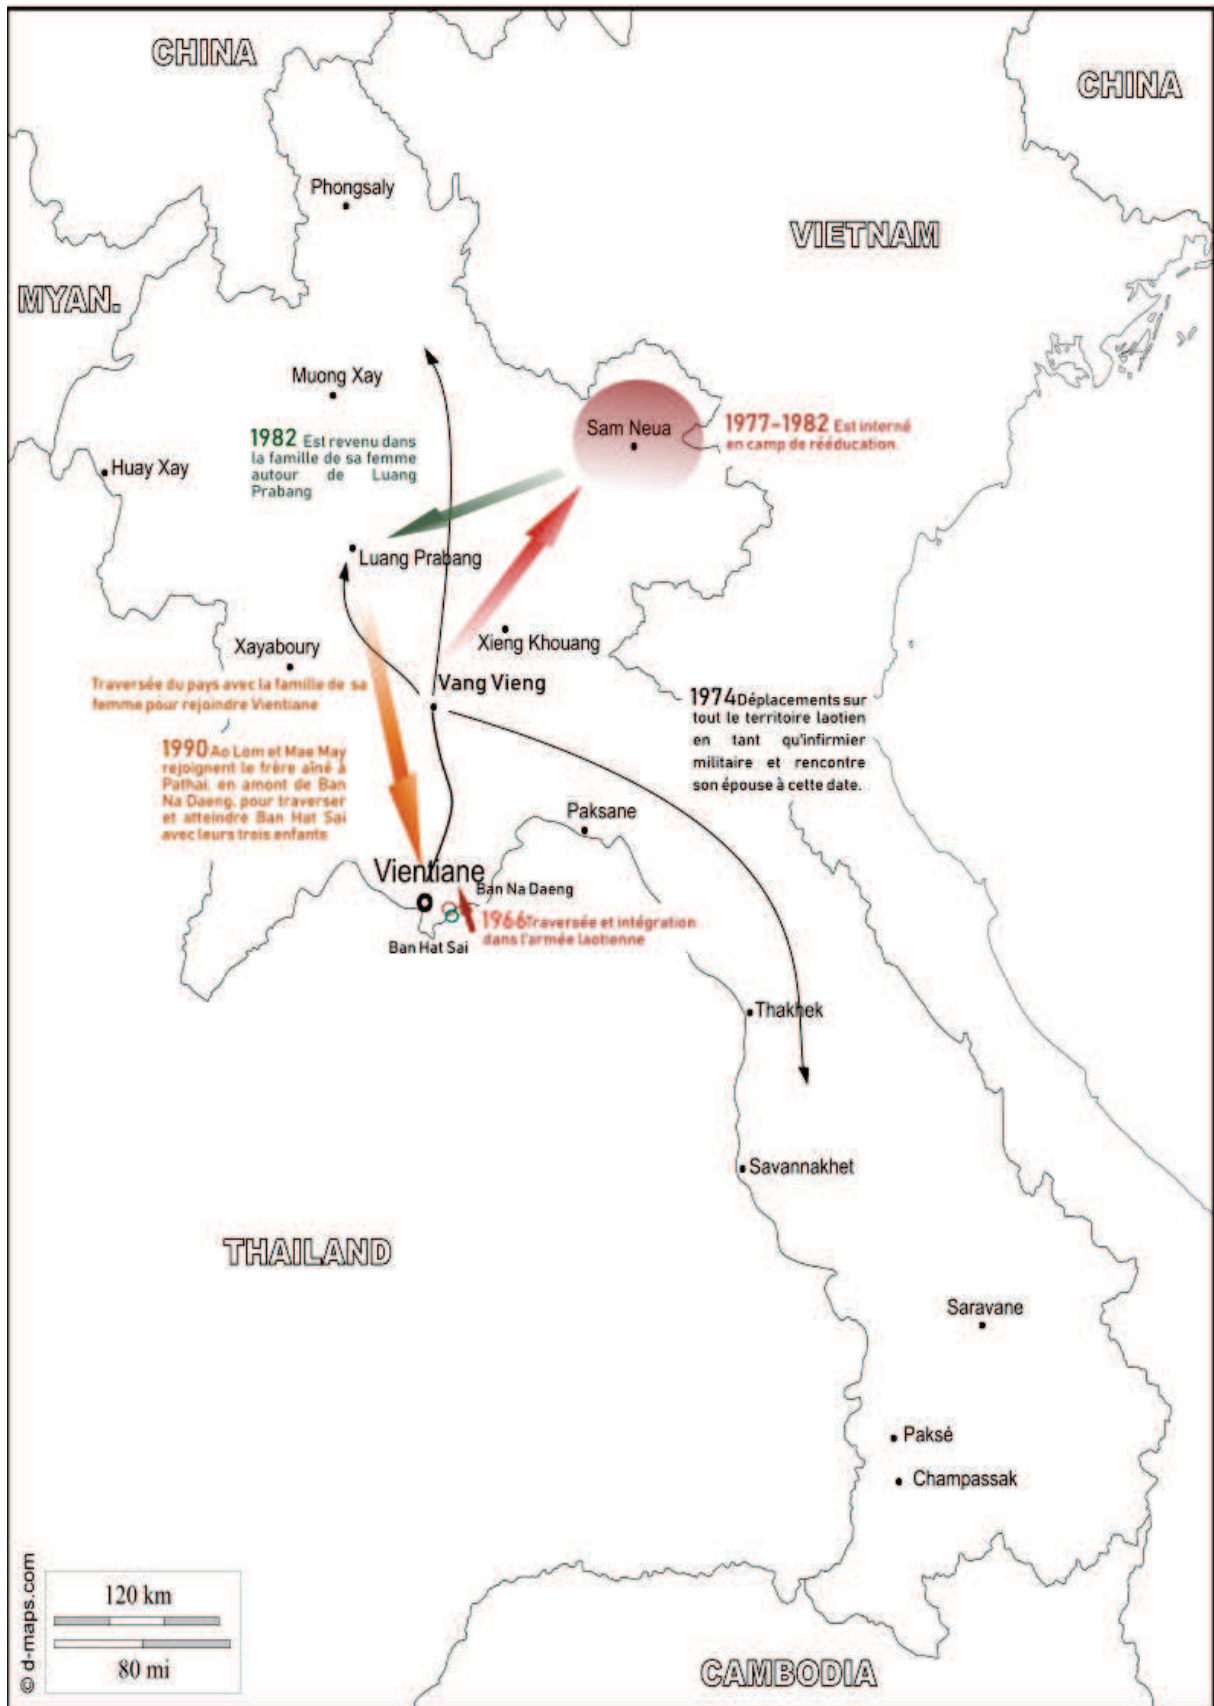 CHINA
CHINA
Phongsaly
VIETNAM
MYAN.
Muong Xay
Sam Neua
1977-1982 Est interné
en camp de rééducation.
1982 Est revenu dans
la famille de sa femme
autour de Luang
Prabang
Huay Xay
Luang Prabang
Xayaboury
Xieng Khouang
Vang Vieng
Traversée du pays avec la famille de sa
femme pour rejoindre Vientiane
1974 Déplacements sur
tout le territoire laotien
en tant qu'infirmier
militaire et rencontre
son épouse à cette date.
1990 Ao Lom et Mae May
rejoignent le frère aîné à
Pathai, en amont de Ban
Na Daeng, pour traverser
et atteindre Ban Hat Sai
avec leurs trois enfants
Paksane
Vientiane
Ban Na Daeng
1966 Traversée et intégration
dans l'armée laotienne
Ban Hat Sai
Thakhek
Savannakhet
THAILAND
Saravane
Paksé
Champassak
120 km
80 mi
© d-maps.com
CAMBODIA